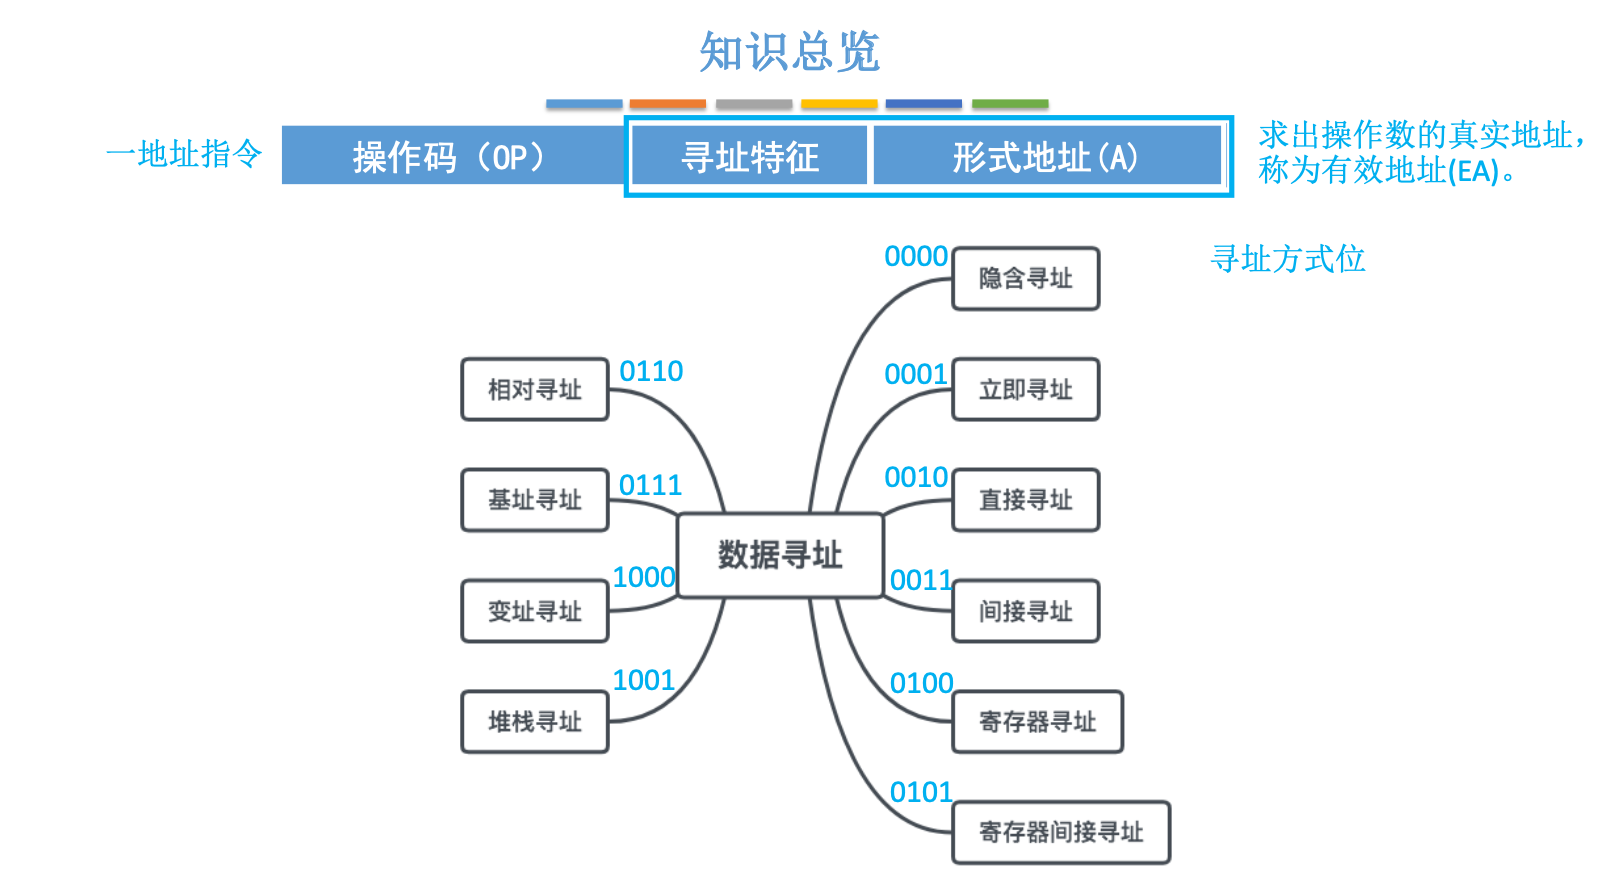 知识总览
一地址指令
操作码（OP）
寻址特征
形式地址(A)
求出操作数的真实地址，
称为有效地址(EA)。
寻址方式位
0000
隐含寻址
0001
立即寻址
0010
直接寻址
0011
间接寻址
0100
寄存器寻址
0101
寄存器间接寻址
数据寻址
0110
相对寻址
0111
基址寻址
1000
变址寻址
1001
堆栈寻址